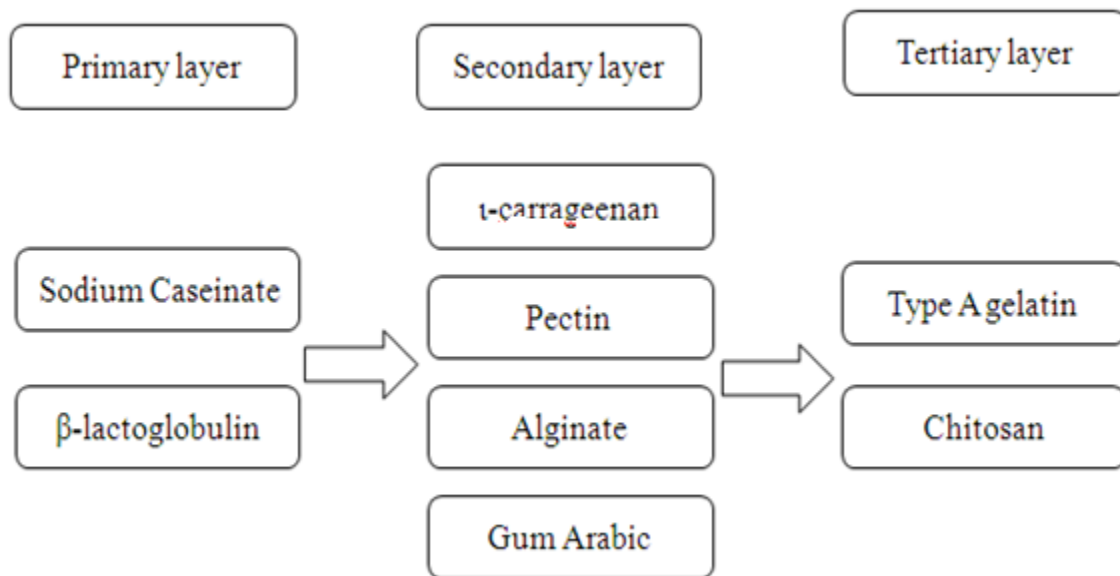 Primary layer
Secondary layer
Tertiary layer
Sodium Caseinate
β-lactoglobulin
ι-carrageenan
Pectin
Alginate
Gum Arabic
Type A gelatin
Chitosan